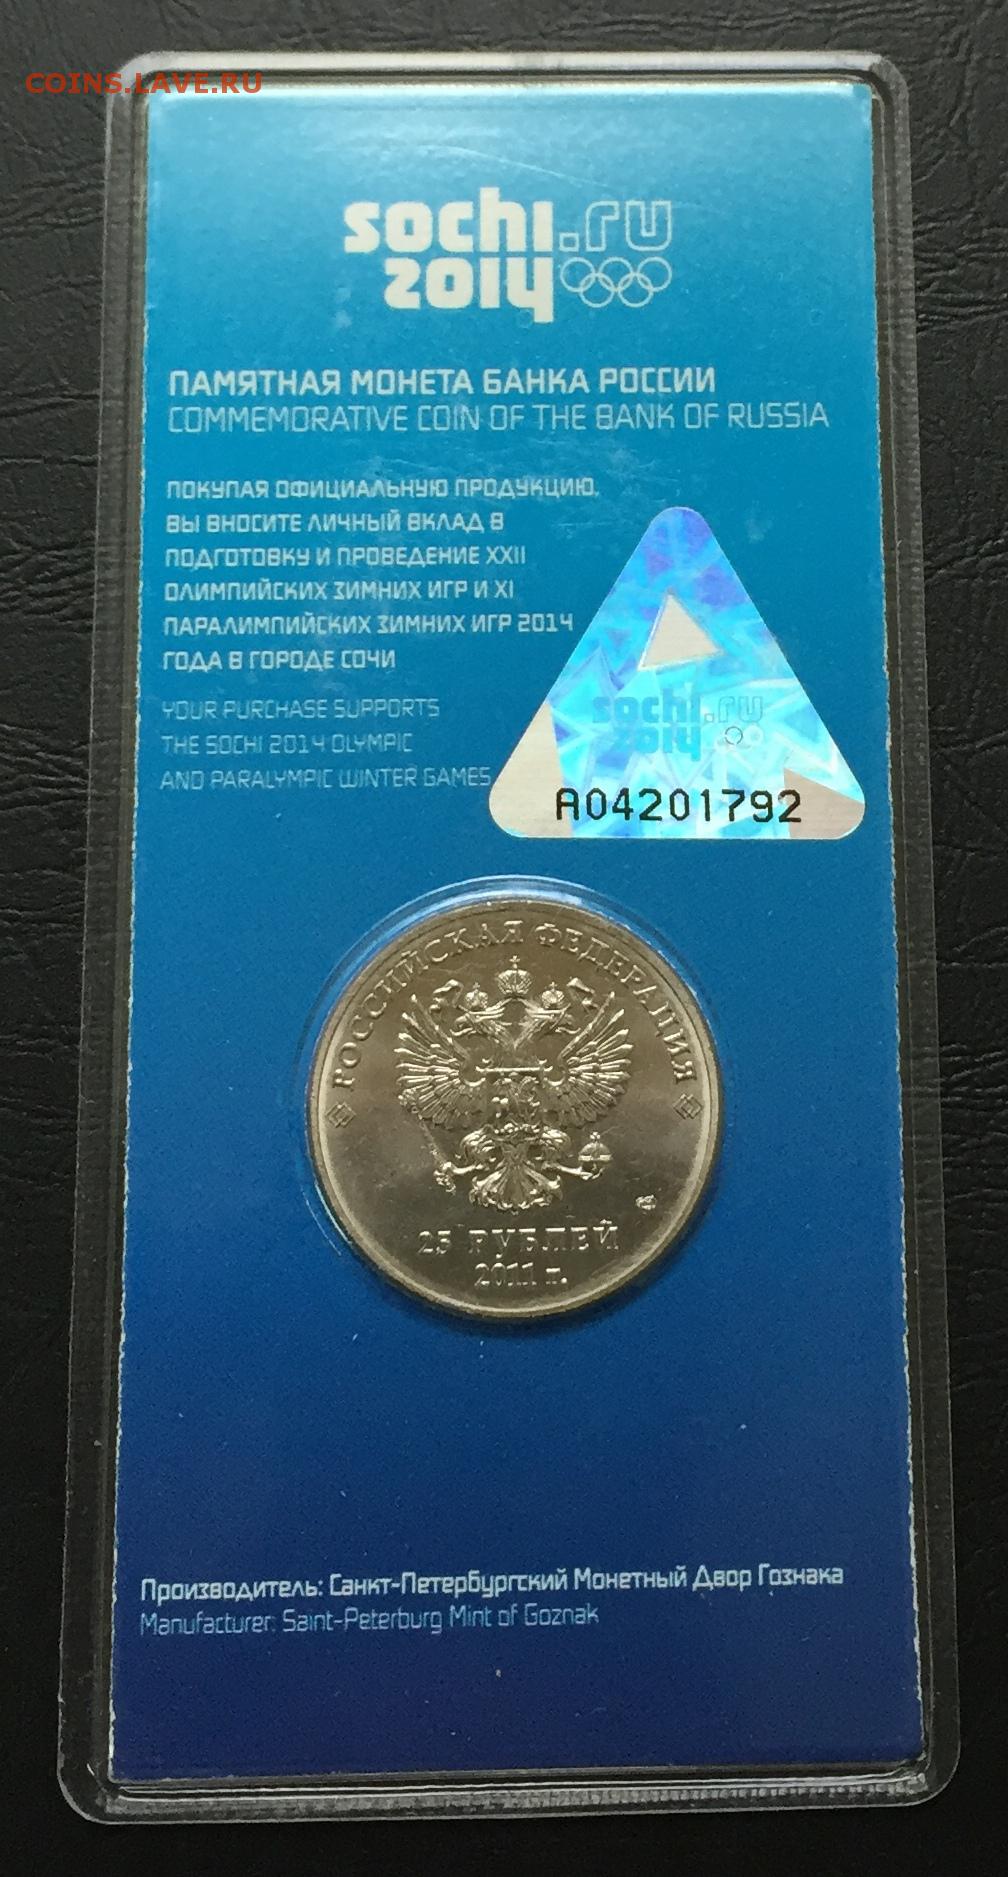 COINS.LAVE.RU
sochi.ru
2014
ПАМЯТНАЯ МОНЕТА БАНКА РОССИИ
COMMEMORATIVE COIN OF THE BANK OF RUSSIA
ПОКУПАЯ ОФИЦИАЛЬНУЮ ПРОДУКЦИЮ,
ВЫ ВНОСИТЕ ЛИЧНЫЙ ВКЛАД В
ПОДГОТОВКУ И ПРОВЕДЕНИЕ XXII
ОЛИМПИЙСКИХ ЗИМНИХ ИГР И XI
ПАРАЛИМПИЙСКИХ ЗИМНИХ ИГР 2014
ГОДА В ГОРОДЕ СОЧИ
YOUR PURCHASE SUPPORTS
THE SOCHI 2014 OLYMPIC
AND PARALYMPIC WINTER GAMES
sochi.ru
2014
A04201792
РОССИЙСКАЯ ФЕДЕРАЦИЯ
25 РУБЛЕЙ
2011 г.
Производитель: Санкт-Петербургский Монетный Двор Гознака
Manufacturer: Saint-Peterburg Mint of Goznak